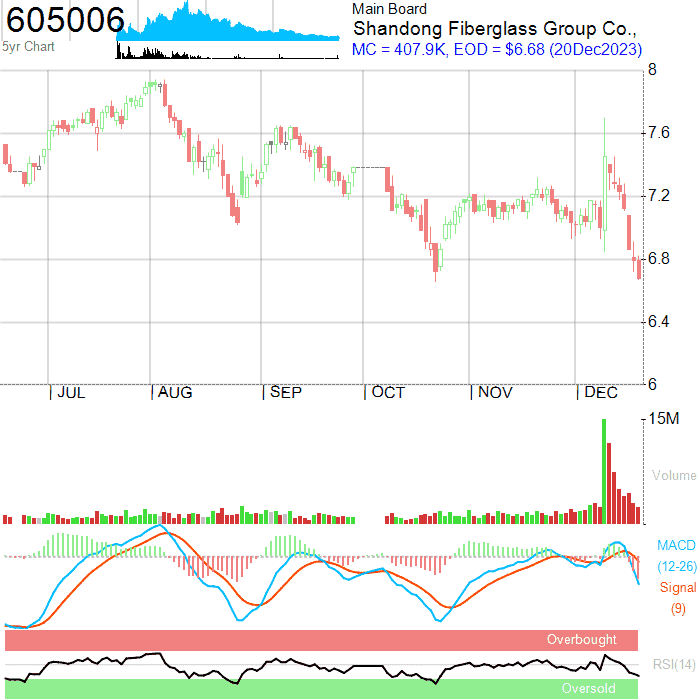 605006
5yr Chart
Main Board
Shandong Fiberglass Group Co.,
MC = 407.9K, EOD = $6.68 (20Dec2023)
8
7.6
7.2
6.8
6.4
6
JUL AUG SEP OCT NOV DEC
15M
Volume
MACD
(12-26)
Signal
(9)
Overbought
RSI(14)
Oversold